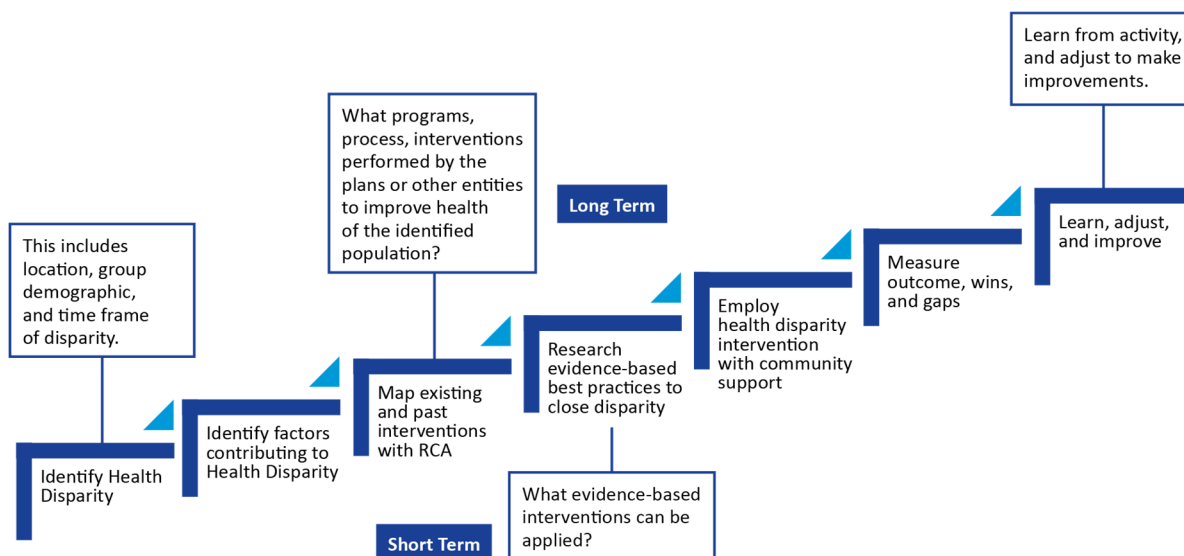 This includes
location, group
demographic,
and time frame
of disparity.
Identify Health
Disparity
Identify factors
contributing to
Health Disparity
What programs,
process, interventions
performed by the
plans or other entities
to improve health
of the identified
population?
Map existing
and past
interventions
with RCA
Long Term
Short Term
Research
evidence-based
best practices to
close disparity
What evidence-based
interventions can be
applied?
Employ
health disparity
intervention
with community
support
Measure
outcome, wins,
and gaps
Learn from activity,
and adjust to make
improvements.
Learn, adjust,
and improve